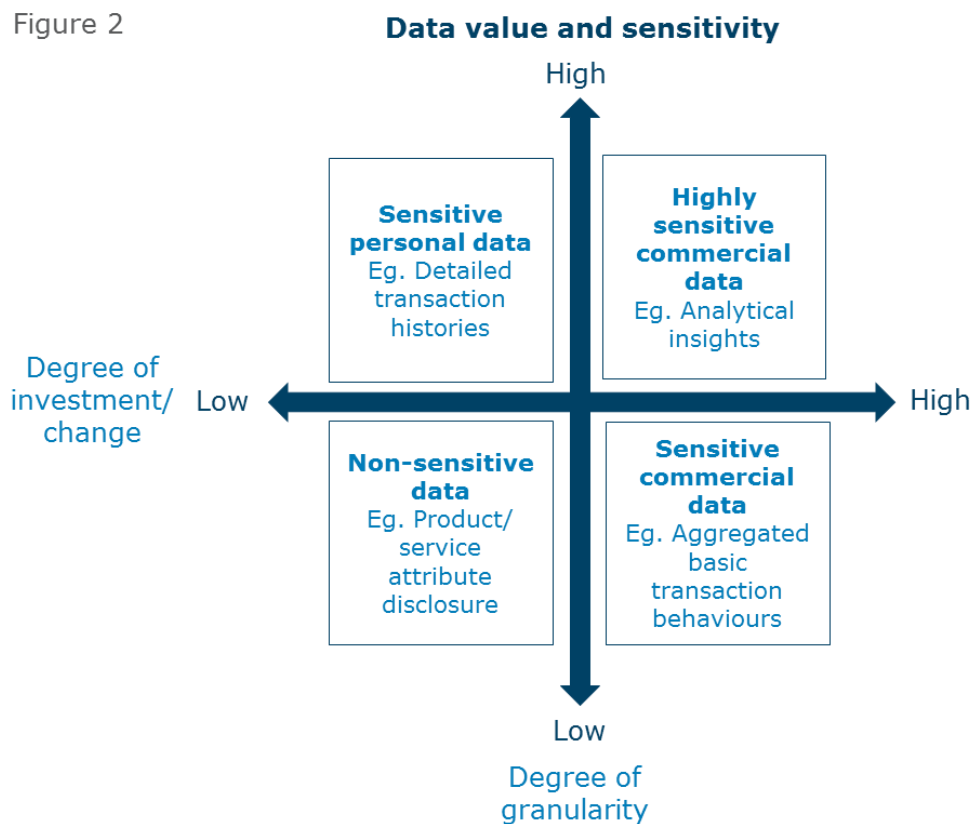 Figure 2
Data value and sensitivity
High
Sensitive
personal data
Eg. Detailed
transaction
histories
Highly
sensitive
commercial
data
Eg. Analytical
insights
Degree of
investment/
change
Low
High
Non-sensitive
data
Eg. Product/
service
attribute
disclosure
Sensitive
commercial
data
Eg. Aggregated
basic
transaction
behaviours
Low
Degree of
granularity